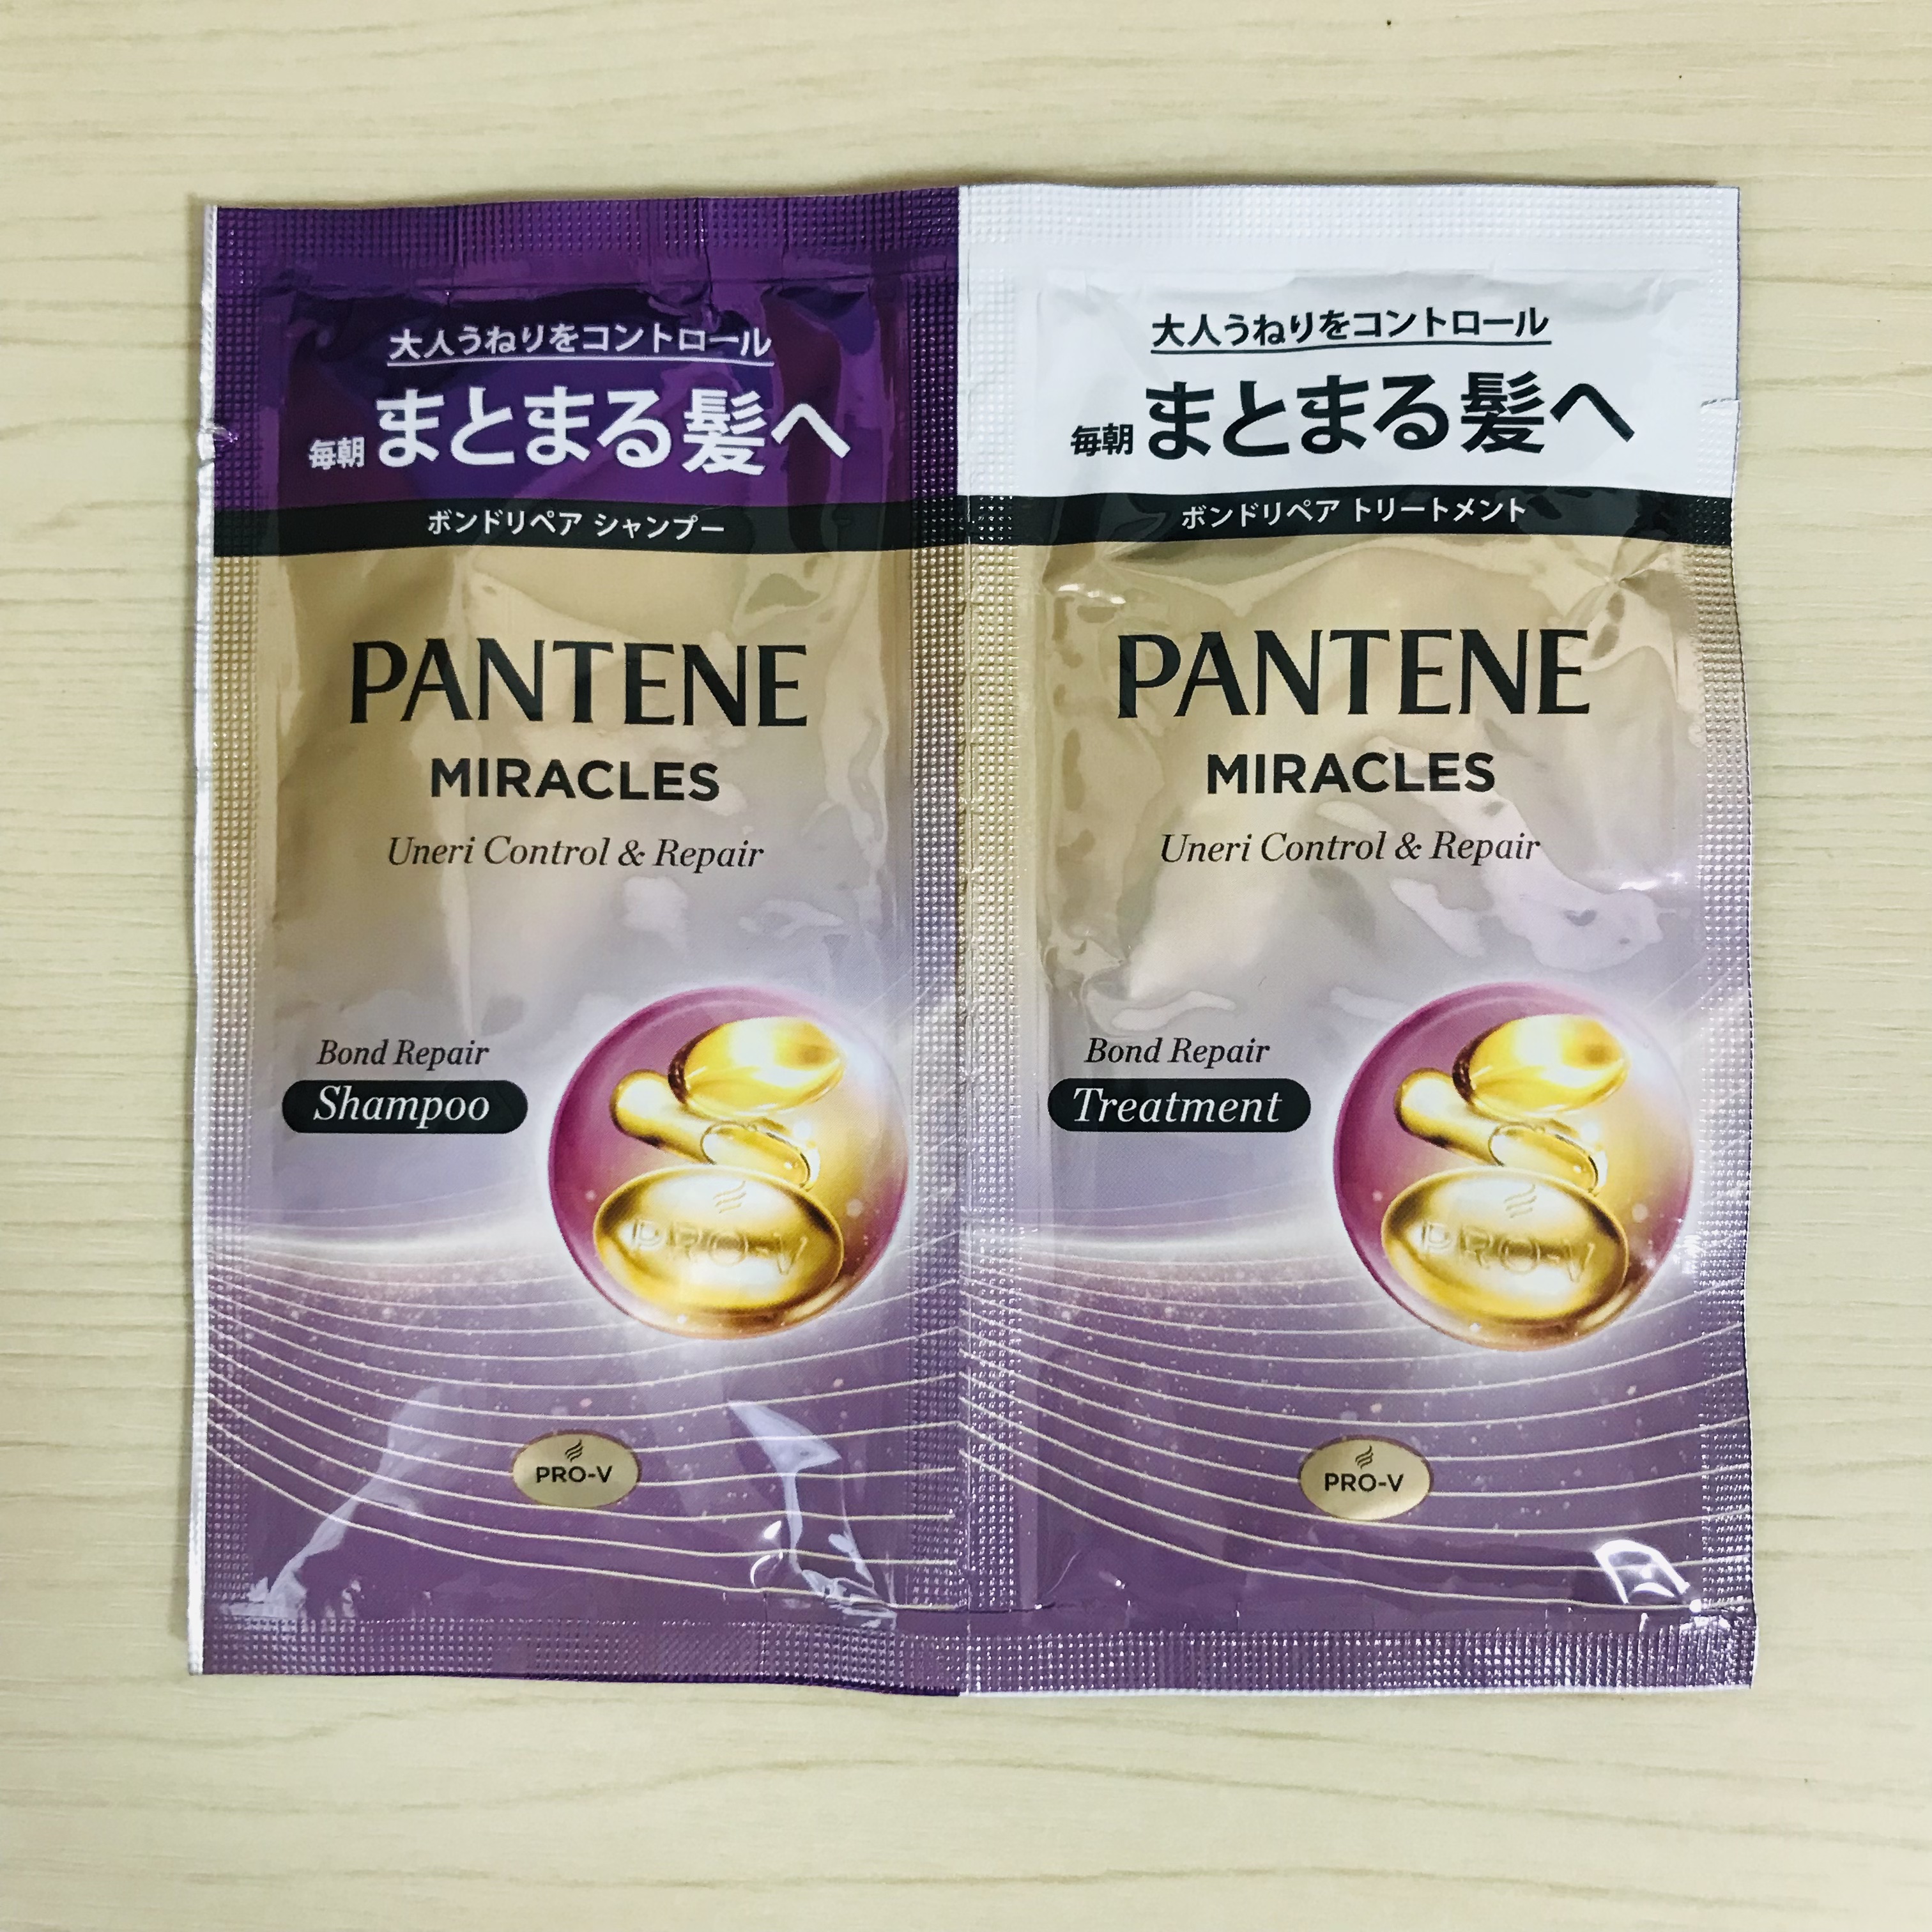 大人うねりをコントロール
毎朝 まとまる髪へ
ボンドリペア シャンプー
PANTENE
MIRACLES
Uneri Control & Repair
Bond Repair
Shampoo
PRO-V
PRO-V
大人うねりをコントロール
毎朝 まとまる髪へ
ボンドリペア トリートメント
PANTENE
MIRACLES
Uneri Control & Repair
Bond Repair
Treatment
PRO-V
PRO-V